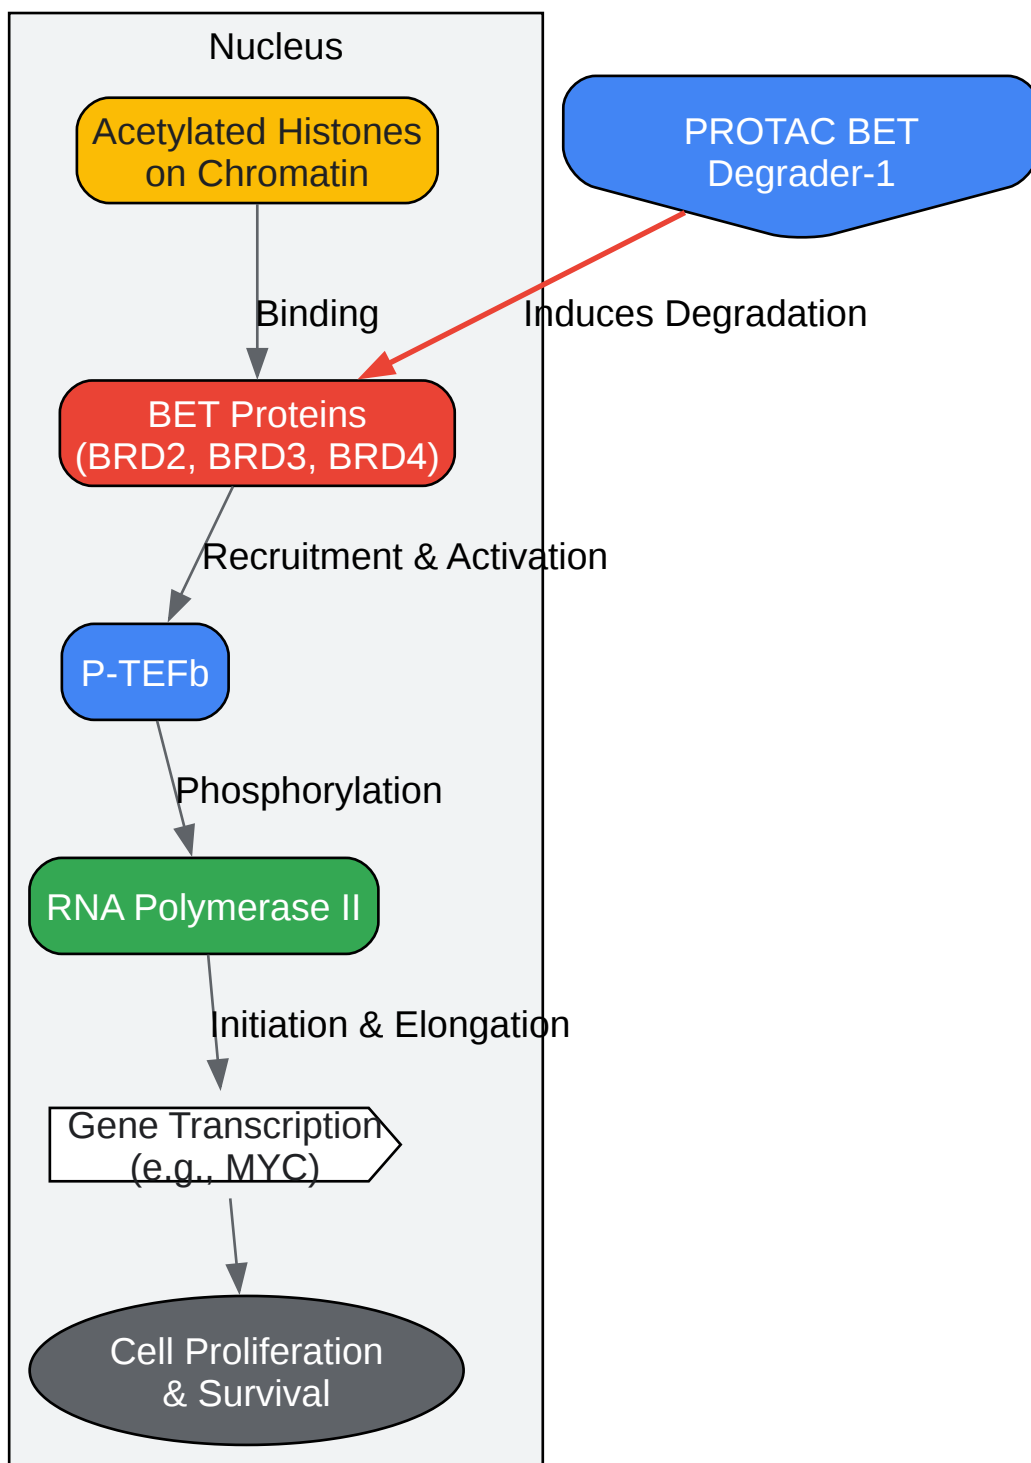 Nucleus
Acetylated Histones
on Chromatin
PROTAC BET
Degrader-1
Binding
Induces Degradation
BET Proteins
(BRD2, BRD3, BRD4)
Recruitment & Activation
P-TEFb
Phosphorylation
RNA Polymerase II
Initiation & Elongation
Gene Transcription
(e.g., MYC)
Cell Proliferation
& Survival